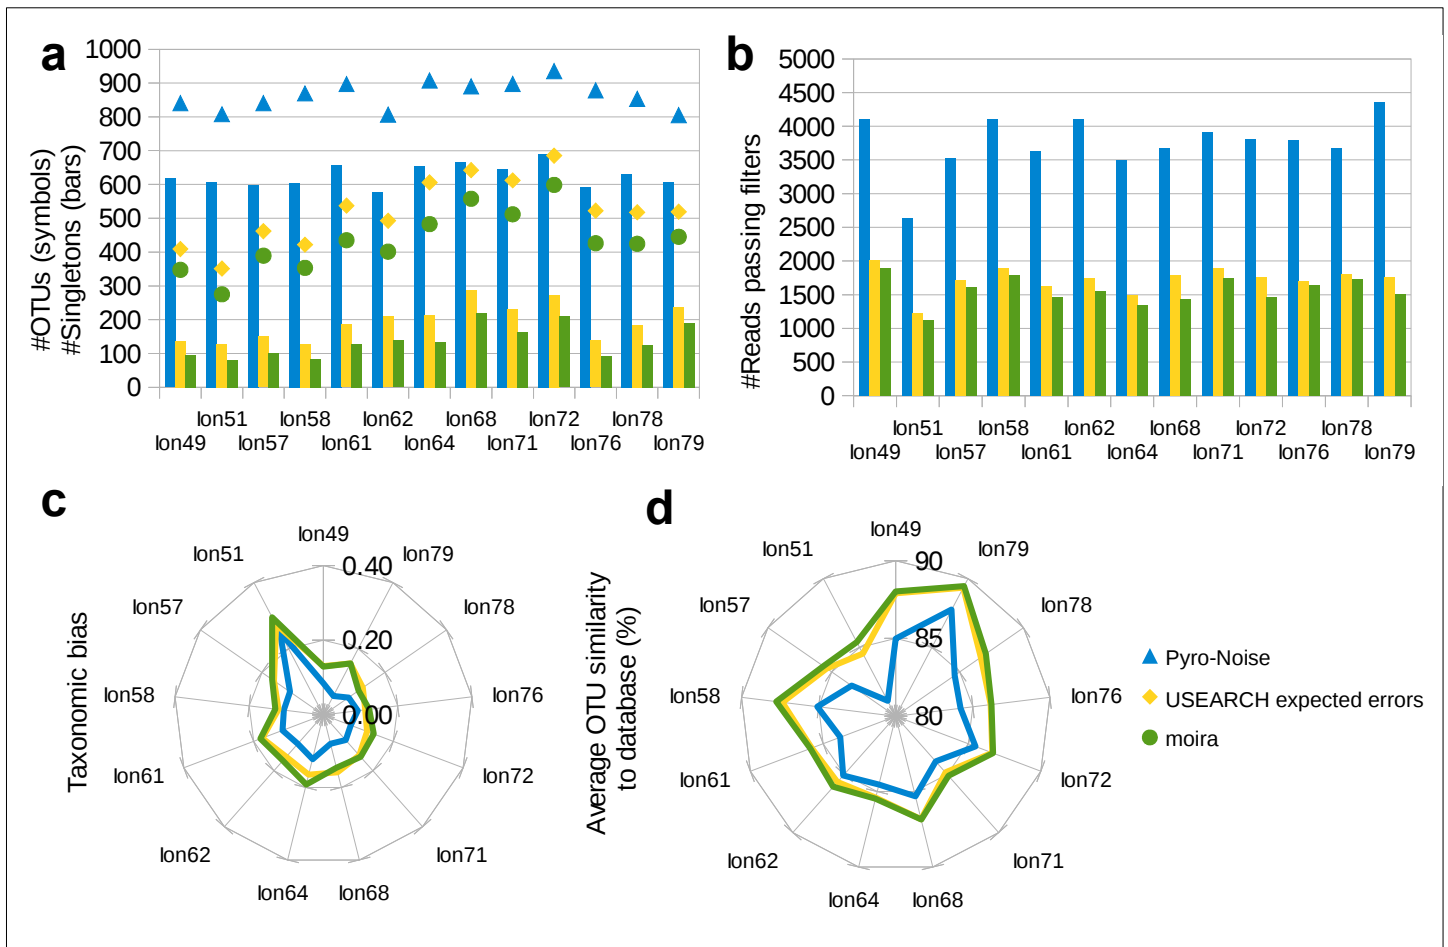 a
#OTUs (symbols)
#Singletons (bars)
1000
900
800
700
600
500
400
300
200
100
0
Ion51 Ion58 Ion62 Ion68 Ion72 Ion78
Ion49 Ion57 Ion61 Ion64 Ion71 Ion76 Ion79
b
#Reads passing filters
5000
4500
4000
3500
3000
2500
2000
1500
1000
500
0
Ion51 Ion58 Ion62 Ion68 Ion72 Ion78
Ion49 Ion57 Ion61 Ion64 Ion71 Ion76 Ion79
c
Taxonomic bias
Ion49
Ion51
Ion79
0.40
Ion57
Ion78
0.20
Ion58
Ion76
0.00
Ion61
Ion72
Ion62
Ion71
Ion64
Ion68
d
Average OTU similarity
to database (%)
Ion49
Ion51
Ion79
90
Ion57
Ion78
85
Ion58
Ion76
80
Ion61
Ion72
Ion62
Ion71
Ion64
Ion68
Pyro-Noise
USEARCH expected errors
moira